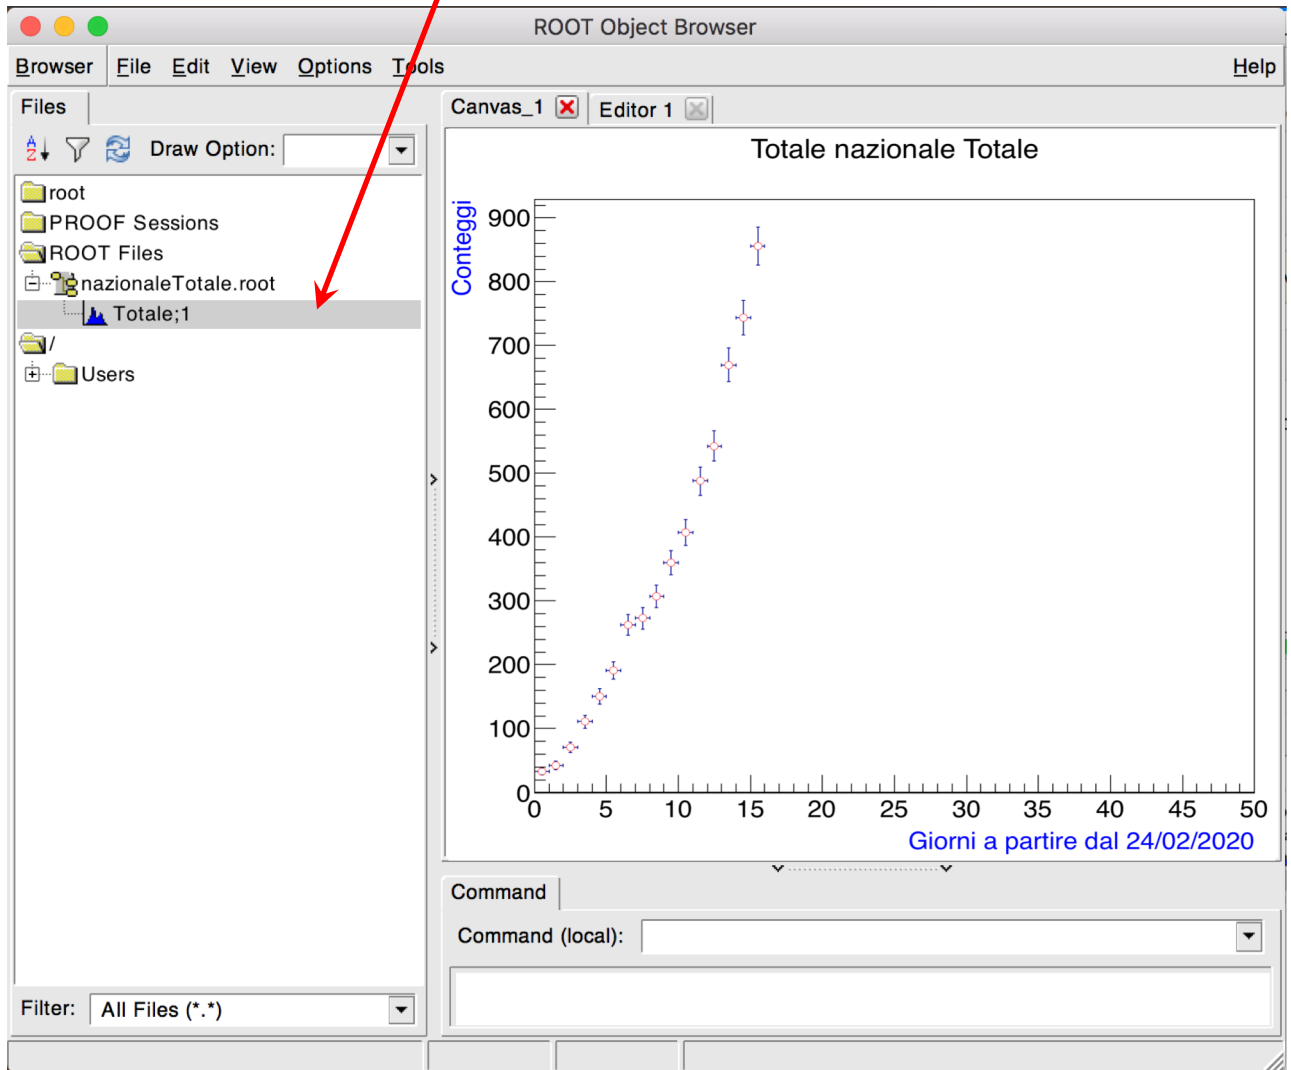 ROOT Object Browser
Browser File Edit View Options Tools Help
Files
Canvas_1 Editor 1
Draw Option:
root
PROOF Sessions
ROOT Files
nazionaleTotale.root
Totale;1
/
Users
Filter: All Files (*.*)
Totale nazionale Totale
Conteggi
900
800
700
600
500
400
300
200
100
0
0 5 10 15 20 25 30 35 40 45 50
Giorni a partire dal 24/02/2020
Command
Command (local):